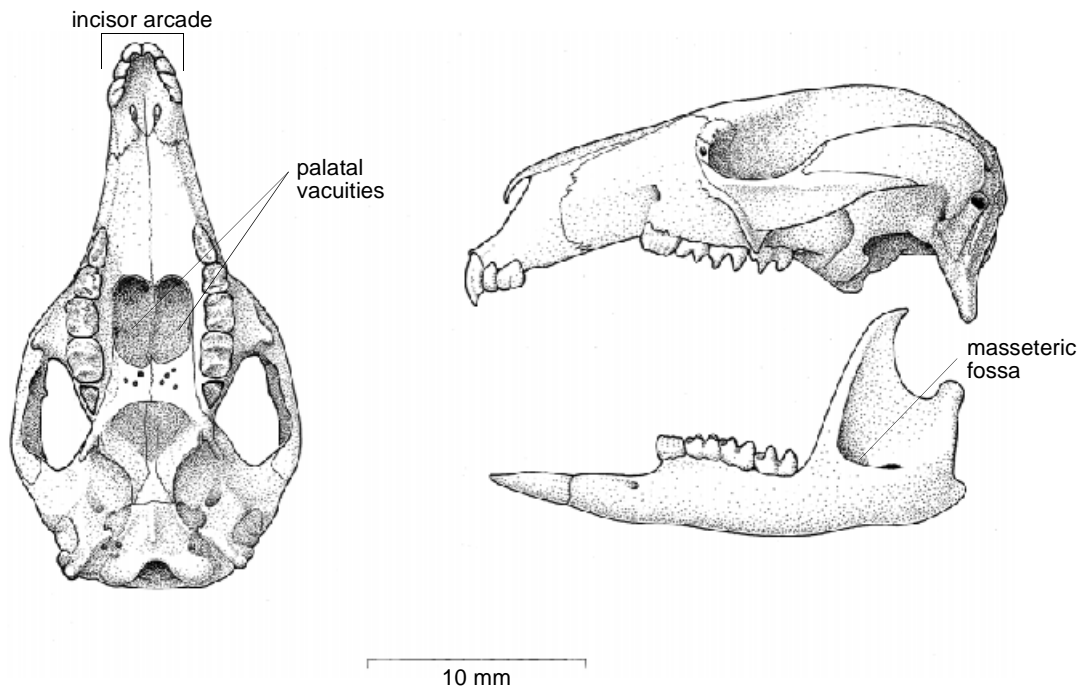 incisor arcade
palatal
vacuities
masseteric
fossa
10 mm